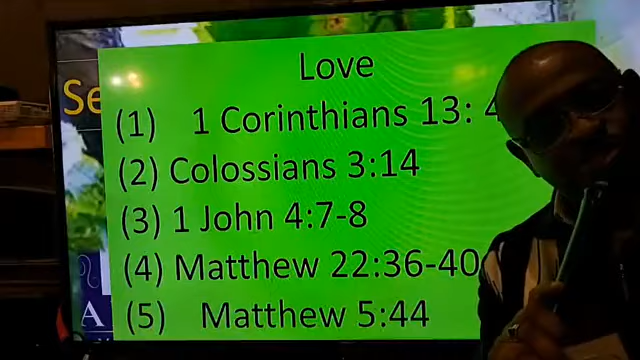 Love
(1) 1 Corinthians 13:
(2) Colossians 3:14
(3) 1 John 4:7-8
(4) Matthew 22:36-40
(5) Matthew 5:44
Se
A